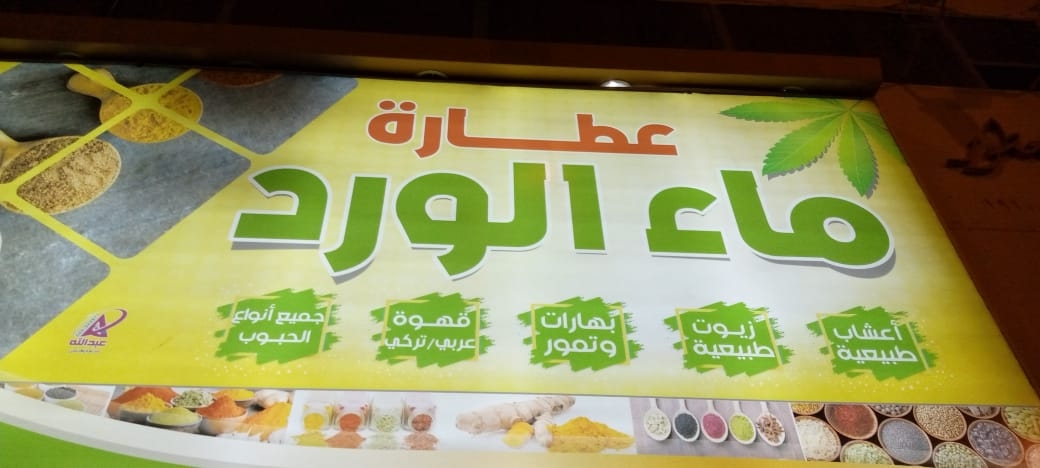 عطارة
ماء الورد
أعشاب
طبيعية
زيوت
طبيعية
بهارات
وتمور
قهوة
عربي/تركي
جميع أنواع
الحبوب
عبدالله